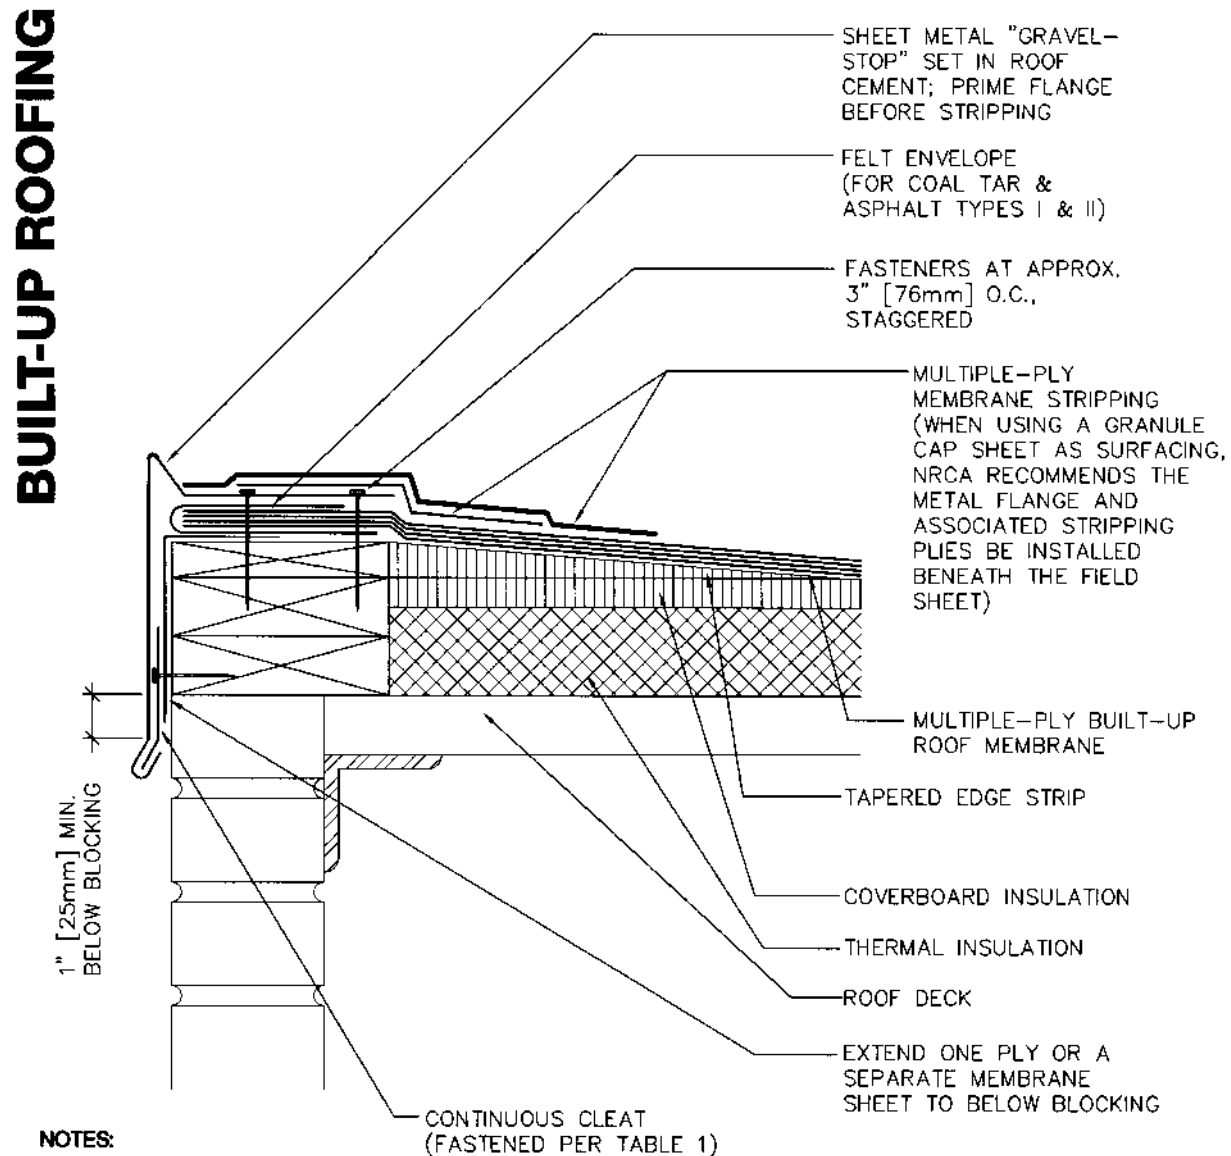 BUILT-UP ROOFING
SHEET METAL "GRAVEL-
STOP" SET IN ROOF
CEMENT; PRIME FLANGE
BEFORE STRIPPING
FELT ENVELOPE
(FOR COAL TAR &
ASPHALT TYPES I & II)
FASTENERS AT APPROX.
3" [76mm] O.C.,
STAGGERED
MULTIPLE-PLY
MEMBRANE STRIPPING
(WHEN USING A GRANULE
CAP SHEET AS SURFACING,
NRCA RECOMMENDS THE
METAL FLANGE AND
ASSOCIATED STRIPPING
PLIES BE INSTALLED
BENEATH THE FIELD
SHEET)
MULTIPLE-PLY BUILT-UP
ROOF MEMBRANE
TAPERED EDGE STRIP
COVERBOARD INSULATION
THERMAL INSULATION
ROOF DECK
EXTEND ONE PLY OR A
SEPARATE MEMBRANE
SHEET TO BELOW BLOCKING
1" [25mm] MIN.
BELOW BLOCKING
CONTINUOUS CLEAT
(FASTENED PER TABLE 1)
NOTES: